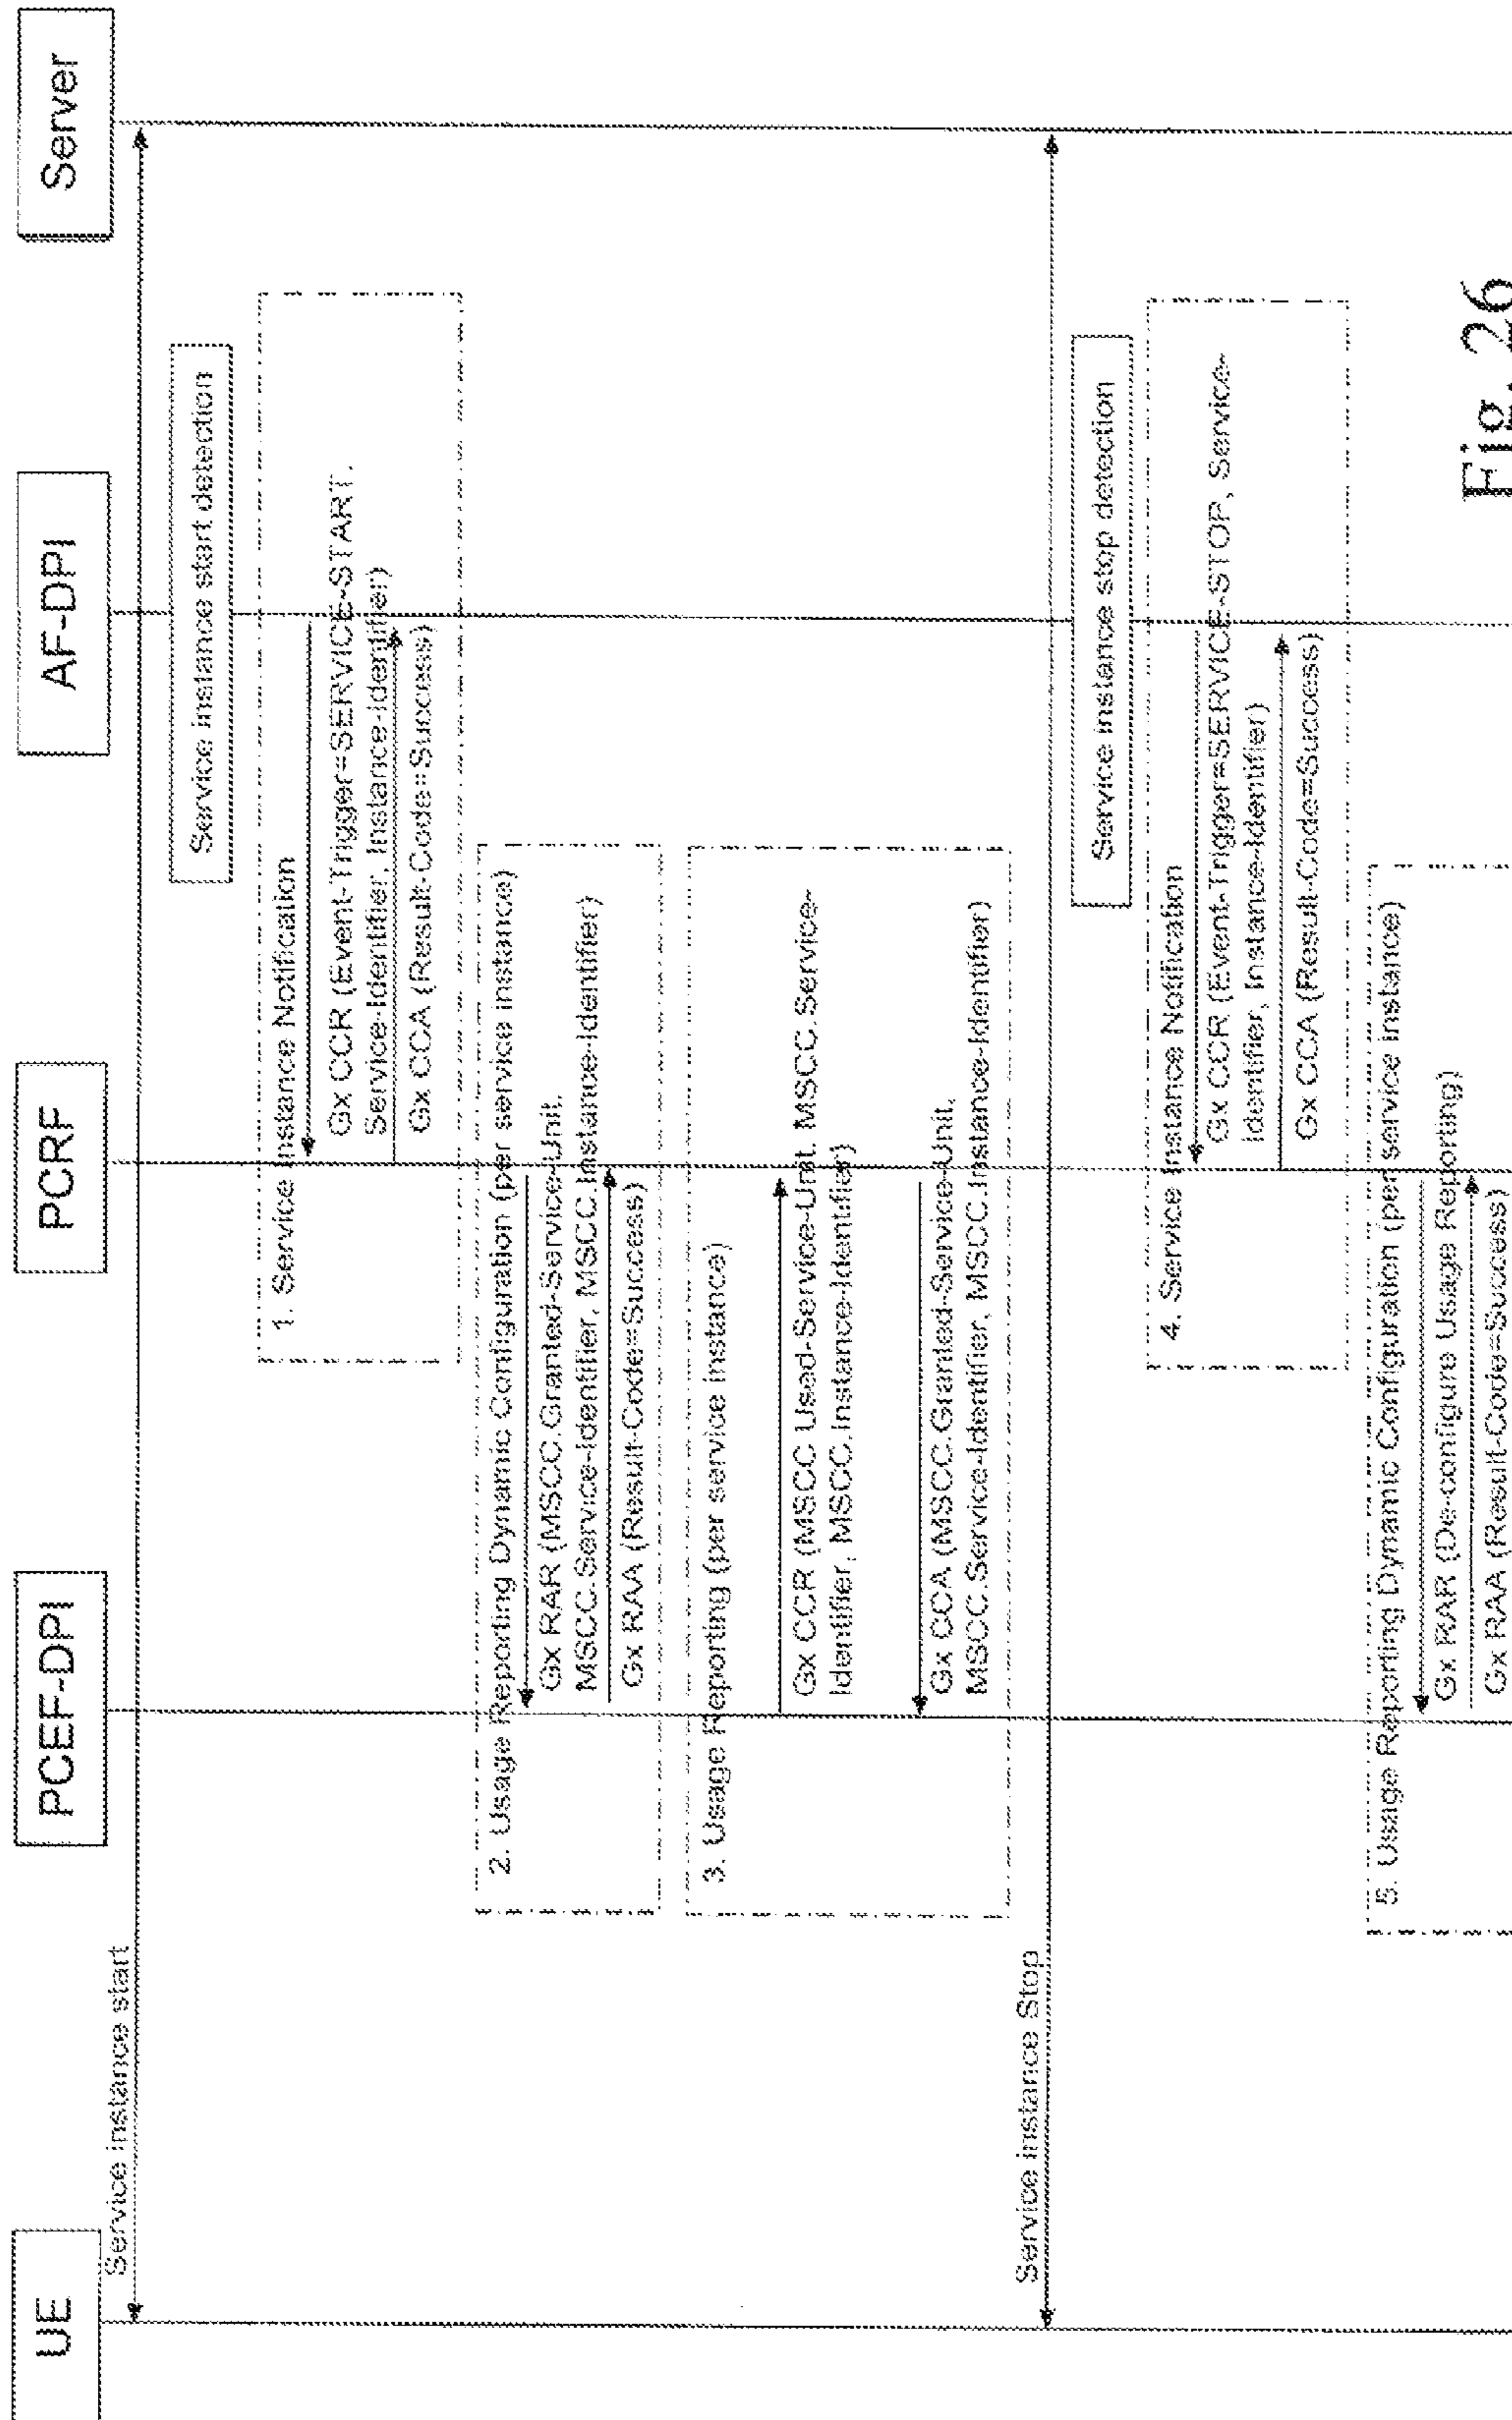 UE
PCEF-DPI
PCRF
AF-DPI
Server
Service instance start
Service instance start detection
1. Service Instance Notification
Gx CCR (Event-Trigger=SERVICE-START,
Service-Identifier, Instance-Identifier)
Gx CCA (Result-Code=Success)
2. Usage Reporting Dynamic Configuration (per service instance)
Gx RAR (MSCC.Granted-Service-Unit,
MSCC.Service-Identifier, MSCC.Instance-Identifier)
Gx RAA (Result-Code=Success)
3. Usage Reporting (per service instance)
Gx CCR (MSCC Used-Service-Unit, MSCC.Service-
Identifier, MSCC.Instance-Identifier)
Gx CCA (MSCC.Granted-Service-Unit,
MSCC.Service-Identifier, MSCC.Instance-Identifier)
Service instance Stop
Service instance stop detection
4. Service Instance Notification
Gx CCR (Event-Trigger=SERVICE-STOP, Service-
Identifier, Instance-Identifier)
Gx CCA (Result-Code=Success)
5. Usage Reporting Dynamic Configuration (per service instance)
Gx RAR (De-configure Usage Reporting)
Gx RAA (Result-Code=Success)
Fig. 26